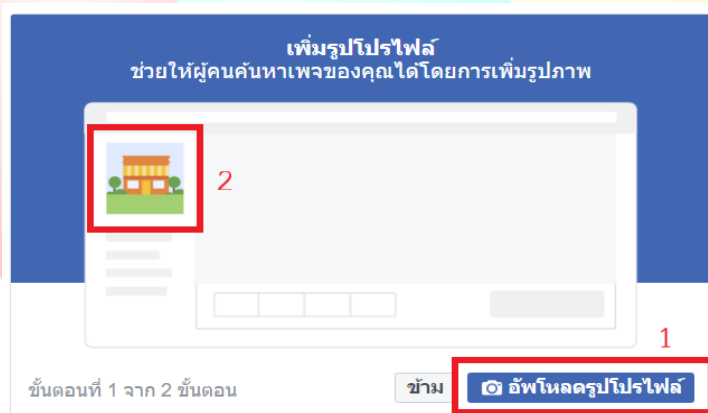 เพิ่มรูปโปรไฟล์
ช่วยให้ผู้คนค้นหาเพจของคุณได้โดยการเพิ่มรูปภาพ
2
1
ขั้นตอนที่ 1 จาก 2 ขั้นตอน
ข้าม
อัพโหลดรูปโปรไฟล์